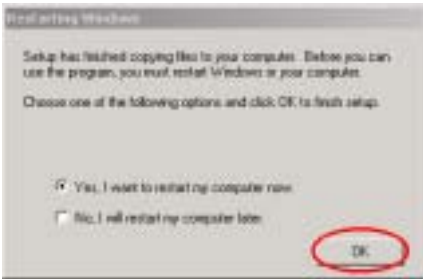 Restarting Windows
Setup has finished copying files to your computer. Before you can
use the program, you must restart Windows or your computer.
Choose one of the following options and click OK to finish setup.
Yes, I want to restart my computer now.
No, I will restart my computer later.
OK